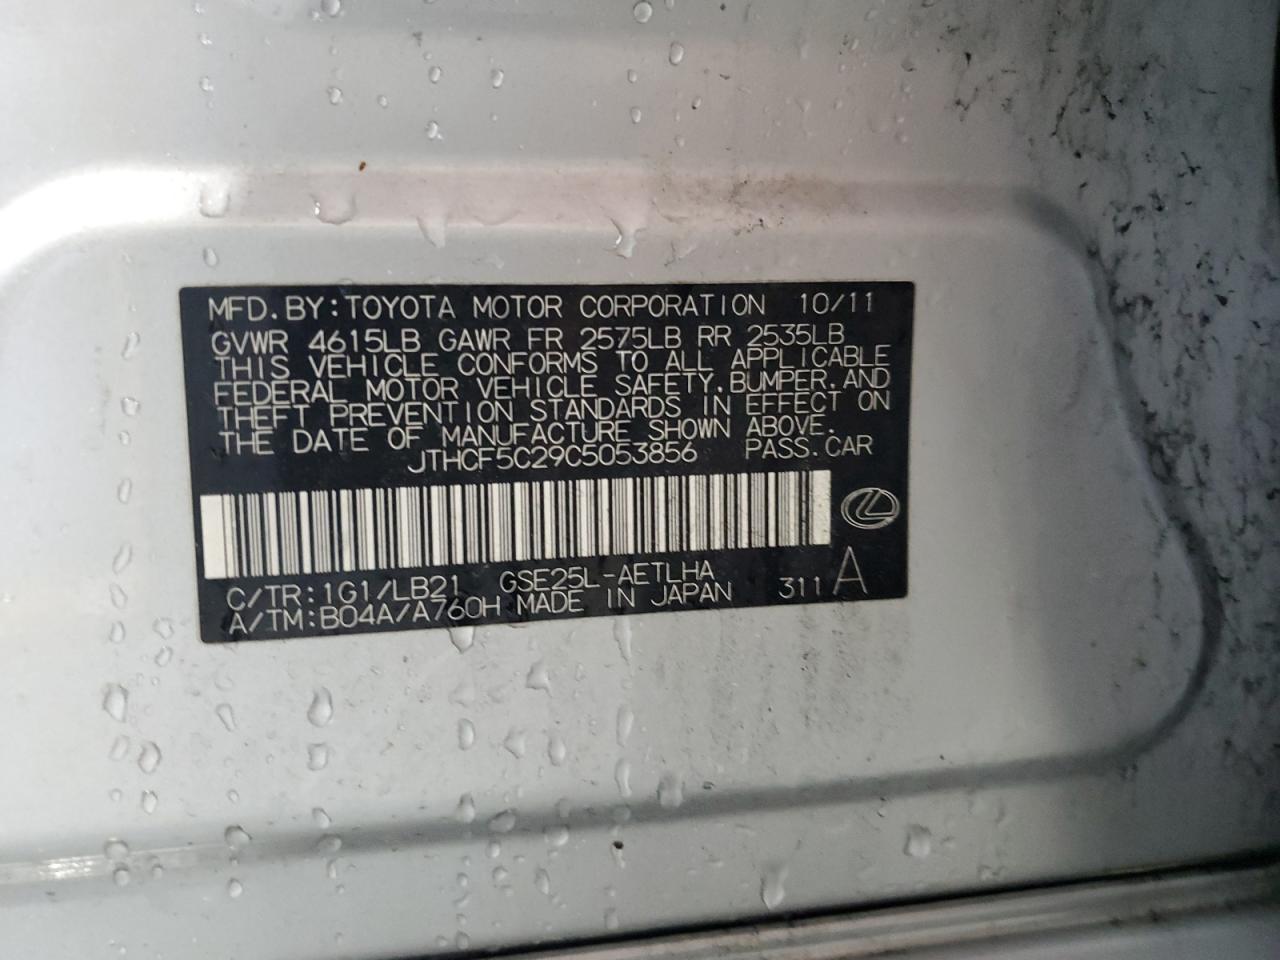 MFD.BY:TOYOTA MOTOR CORPORATION 10/11
GVWR 4615LB GAWR FR 2575LB RR 2535LB
THIS VEHICLE CONFORMS TO ALL APPLICABLE
FEDERAL MOTOR VEHICLE SAFETY,BUMPER,AND
THEFT PREVENTION STANDARDS IN EFFECT ON
THE DATE OF MANUFACTURE SHOWN ABOVE.
JTHCF5C29C5053856 PASS.CAR
C/TR:1G1/LB21 GSE25L-AETLHA
A/TM:B04A/A760H MADE IN JAPAN 311 A